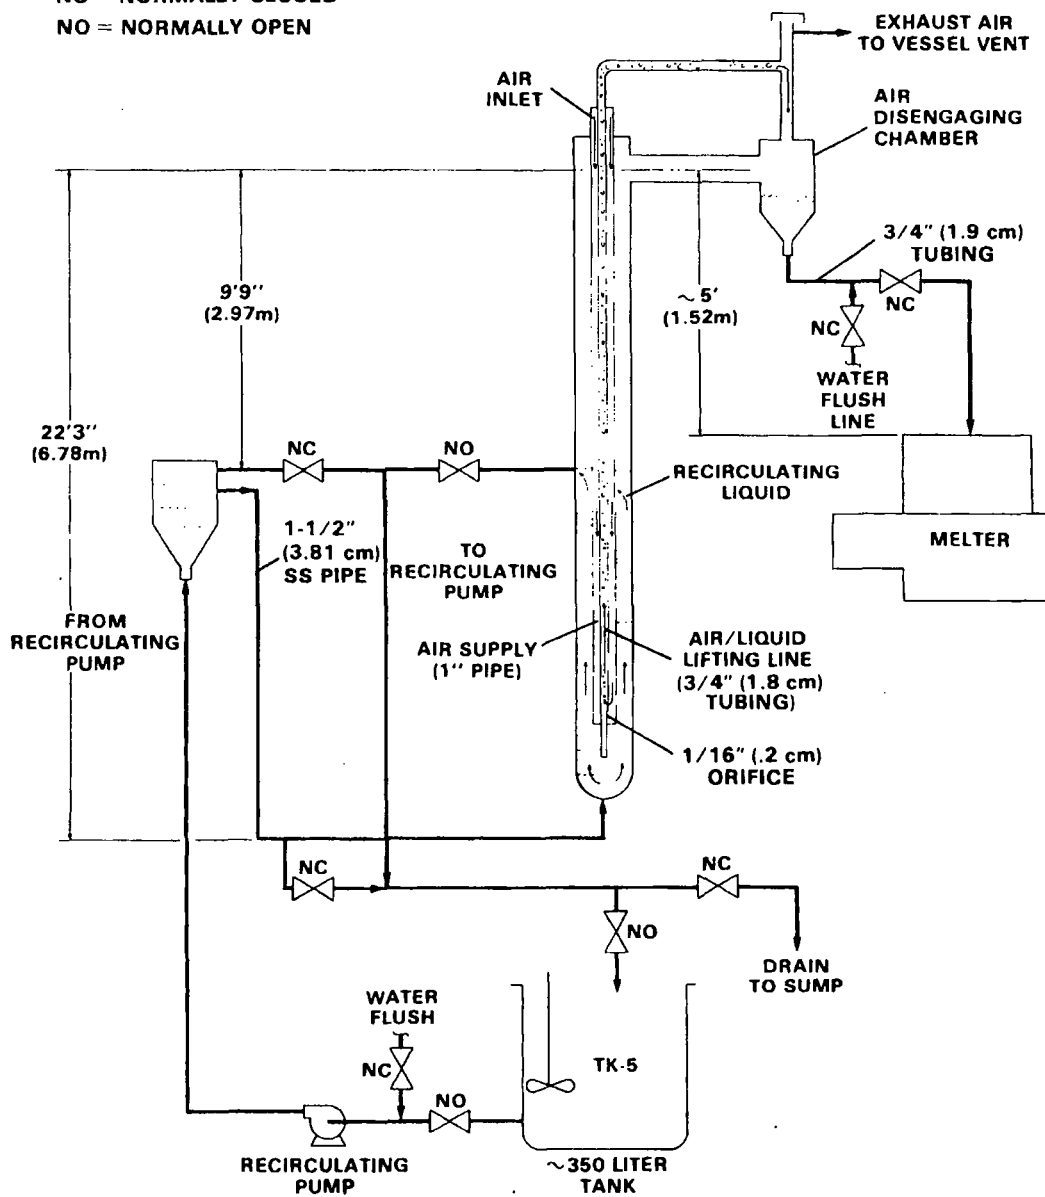 NC = NORMALLY CLOSED
NO = NORMALLY OPEN
EXHAUST AIR
TO VESSEL VENT
AIR
INLET
AIR
DISENGAGING
CHAMBER
3/4" (1.9 cm)
TUBING
9'9"
(2.97m)
~5'
(1.52m)
NC
NC
WATER
FLUSH
LINE
22'3"
(6.78m)
NC
NO
RECIRCULATING
LIQUID
1-1/2"
(3.81 cm)
SS PIPE
TO
RECIRCULATING
PUMP
MELTER
FROM
RECIRCULATING
PUMP
AIR SUPPLY
(1" PIPE)
AIR/LIQUID
LIFTING LINE
(3/4" (1.8 cm)
TUBING)
1/16" (.2 cm)
ORIFICE
NC
NC
NO
DRAIN
TO SUMP
WATER
FLUSH
NC
TK-5
NO
RECIRCULATING
PUMP
~350 LITER
TANK